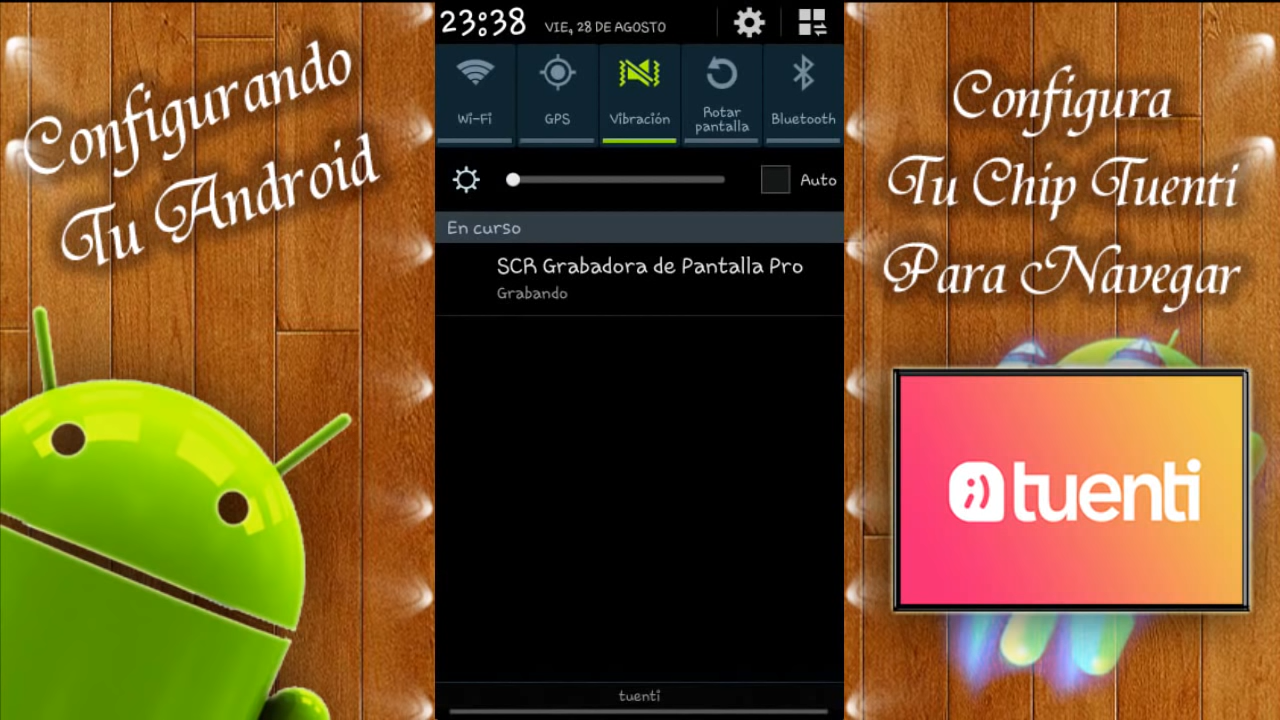 Configurando
Tu Android
23:38
VIE, 28 DE AGOSTO
Wi-Fi
GPS
Vibración
Rotar
pantalla
Bluetooth
Auto
En curso
SCR Grabadora de Pantalla Pro
Grabando
tuenti
Configura
Tu Chip Tuenti
Para Navegar
tuenti